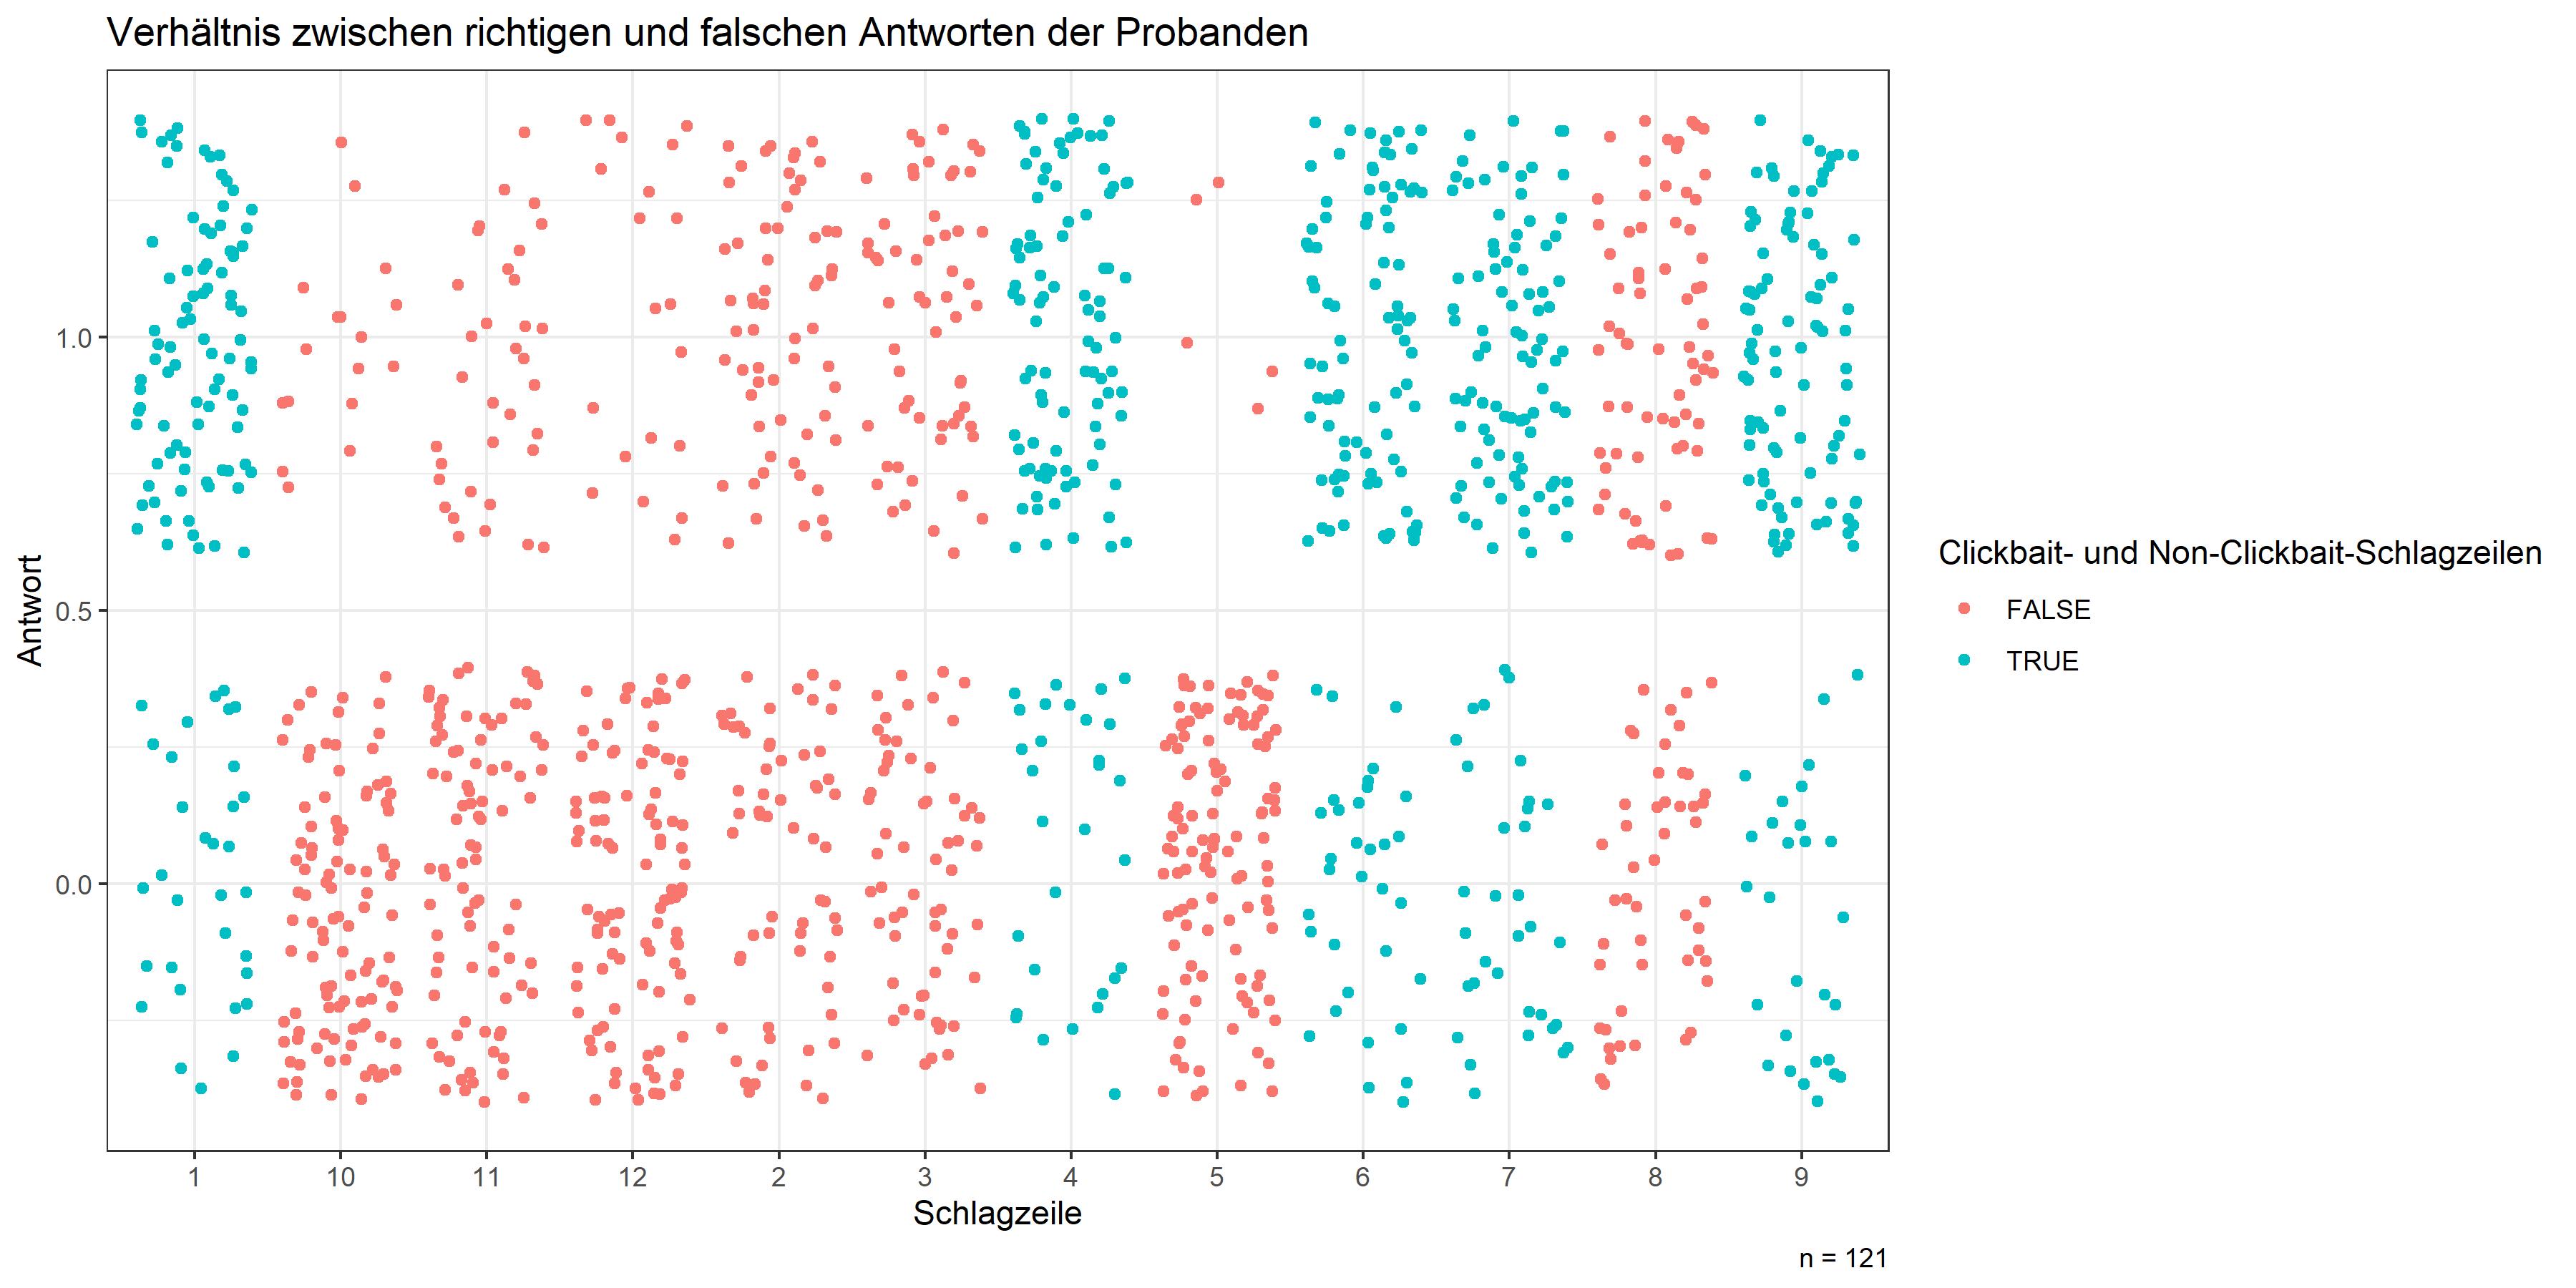 Verhältnis zwischen richtigen und falschen Antworten der Probanden
Antwort
1.0
0.5
0.0
1 10 11 12 2 3 4 5 6 7 8 9
Schlagzeile
n = 121
Clickbait- und Non-Clickbait-Schlagzeilen
FALSE
TRUE